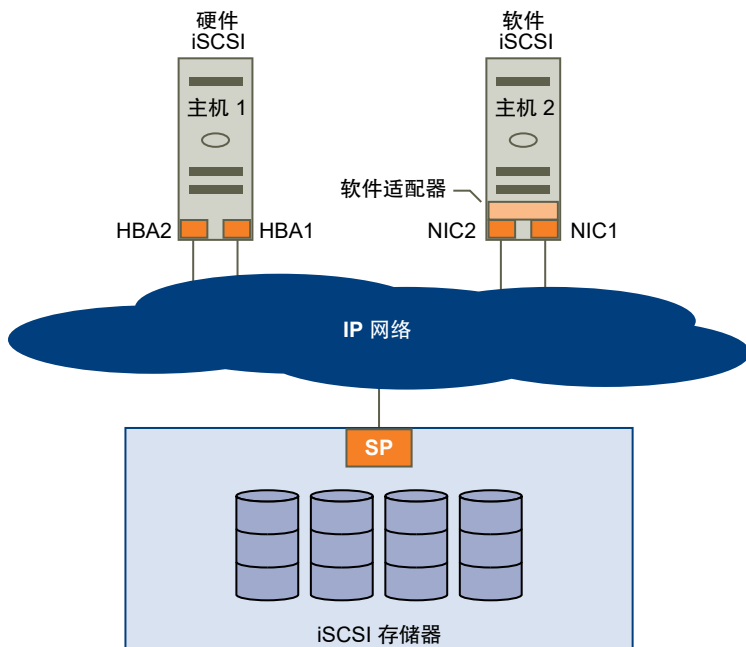 硬件
iSCSI
软件
iSCSI
主机 1
主机 2
软件适配器
HBA2
HBA1
NIC2
NIC1
IP 网络
SP
iSCSI 存储器